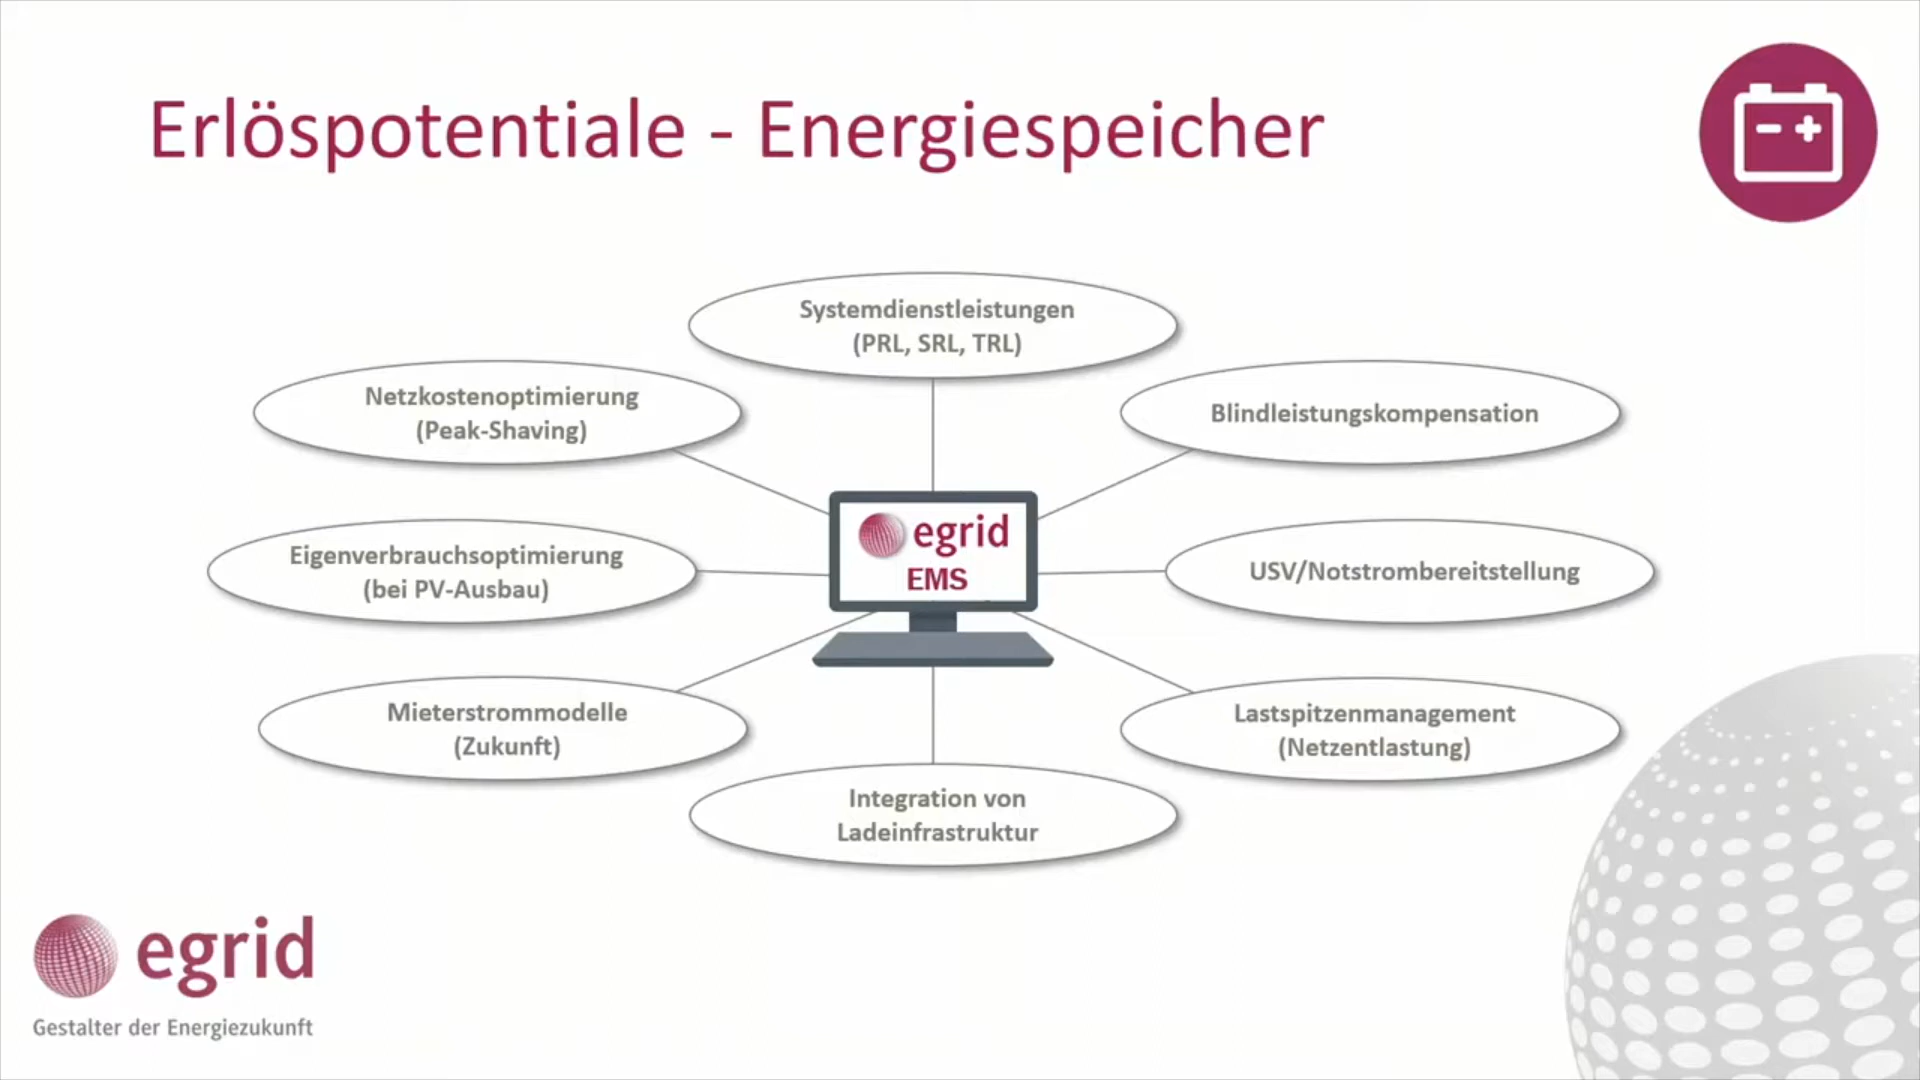 Erlöspotentiale - Energiespeicher
Systemdienstleistungen
(PRL, SRL, TRL)
Netzkostenoptimierung
(Peak-Shaving)
Blindleistungskompensation
Eigenverbrauchsoptimierung
(bei PV-Ausbau)
egrid
EMS
USV/Notstrombereitstellung
Mieterstrommodelle
(Zukunft)
Lastspitzenmanagement
(Netzentlastung)
Integration von
Ladeinfrastruktur
egrid
Gestalter der Energiezukunft